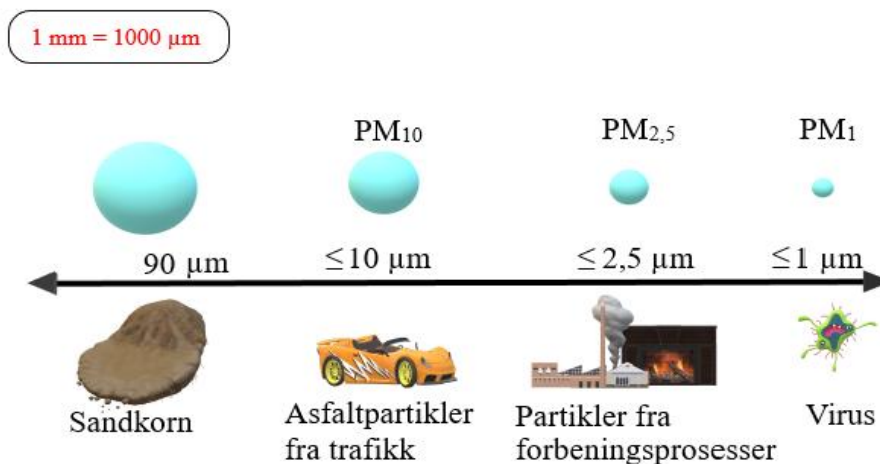 1 mm = 1000 µm
PM₁₀
PM₂,₅
PM₁
90 µm
≤10 µm
≤2,5 µm
≤1 µm
Sandkorn
Asfaltpartikler
fra trafikk
Partikler fra
forbeningsprosesser
Virus